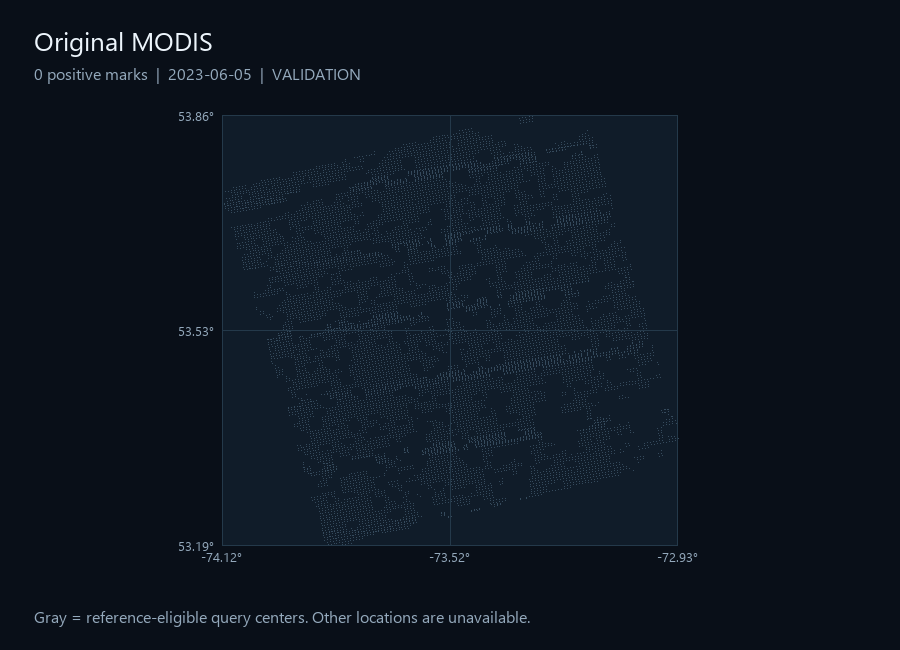 Original MODIS
0 positive marks | 2023-06-05 | VALIDATION
53.86°
53.53°
53.19°
-74.12°
-73.52°
-72.93°
Gray = reference-eligible query centers. Other locations are unavailable.